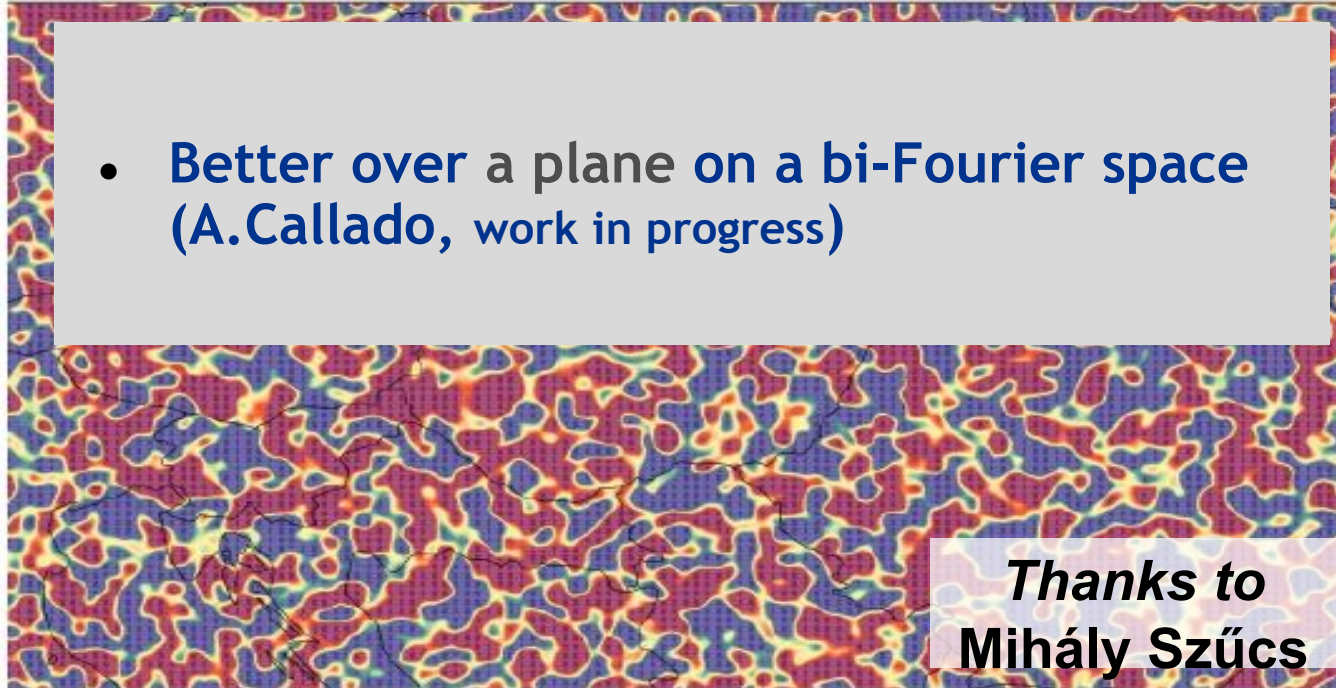 • Better over a plane on a bi-Fourier space
(A.Callado, work in progress)
Thanks to
Mihály Szűcs